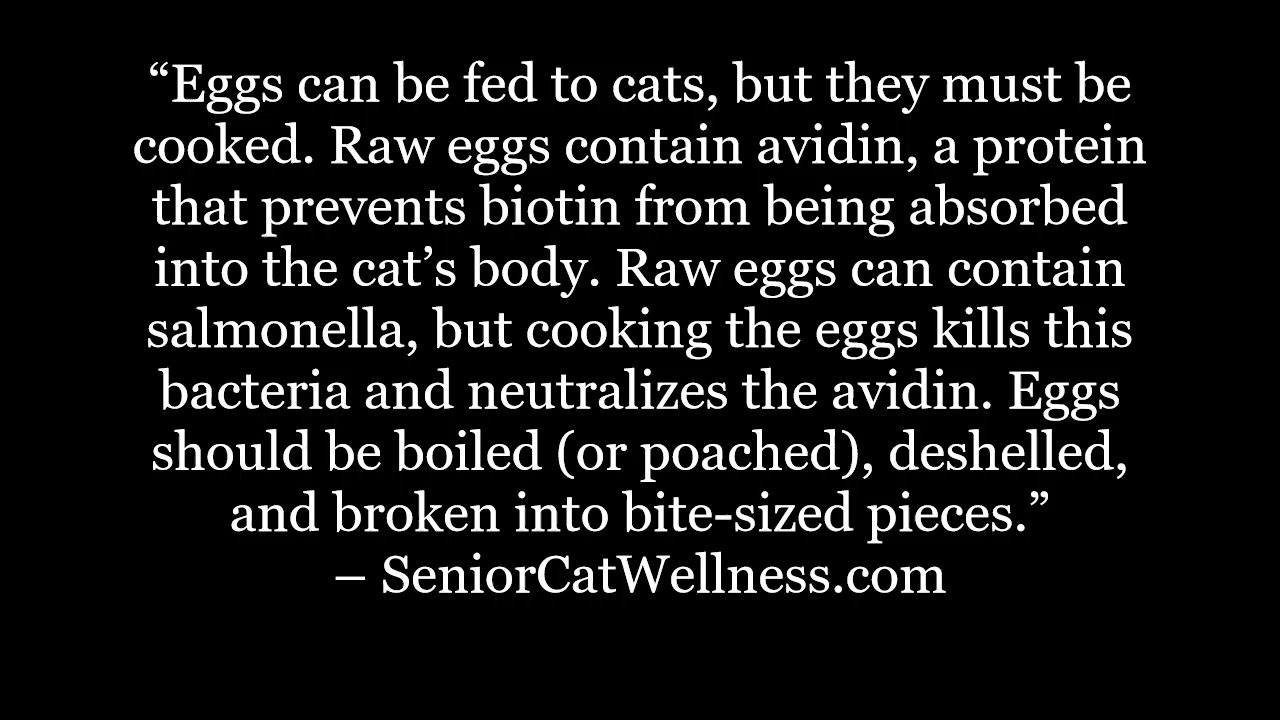 “Eggs can be fed to cats, but they must be
cooked. Raw eggs contain avidin, a protein
that prevents biotin from being absorbed
into the cat’s body. Raw eggs can contain
salmonella, but cooking the eggs kills this
bacteria and neutralizes the avidin. Eggs
should be boiled (or poached), deshelled,
and broken into bite-sized pieces.”
– SeniorCatWellness.com